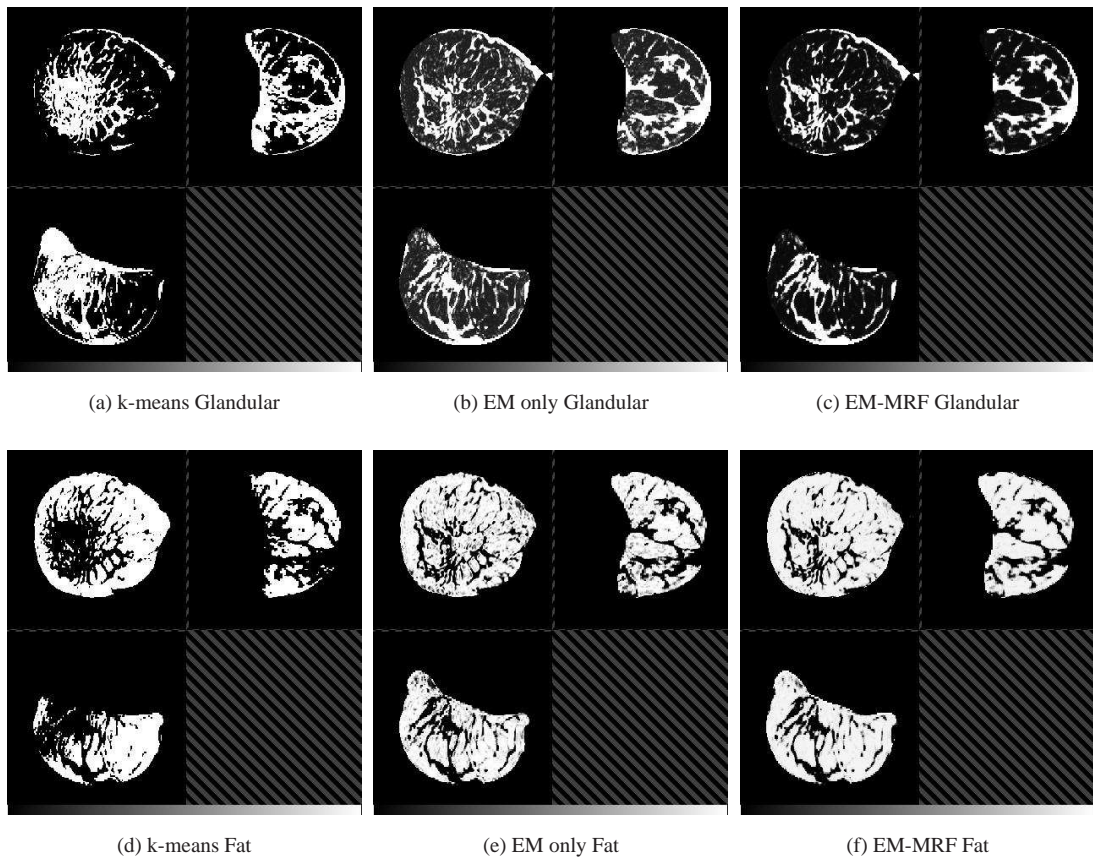 (a) k-means Glandular
(b) EM only Glandular
(c) EM-MRF Glandular
(d) k-means Fat
(e) EM only Fat
(f) EM-MRF Fat